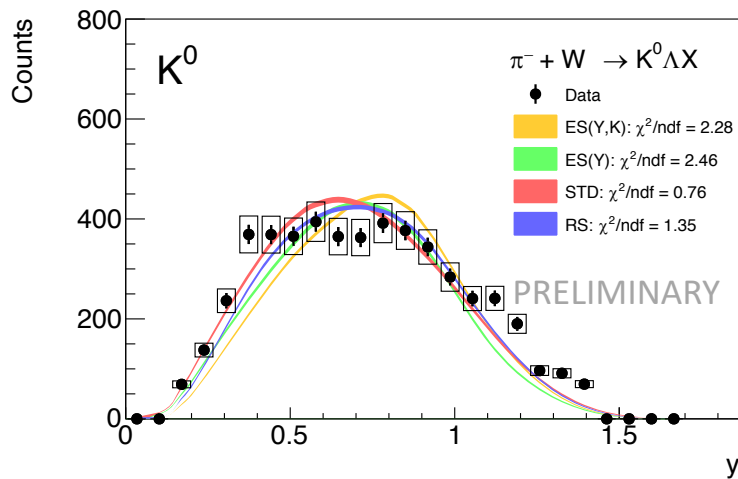 800
K⁰
π⁻ + W → K⁰ΛX
Data
ES(Y,K): χ²/ndf = 2.28
ES(Y): χ²/ndf = 2.46
STD: χ²/ndf = 0.76
RS: χ²/ndf = 1.35
PRELIMINARY
Counts
600
400
200
0
0 0.5 1 1.5
y